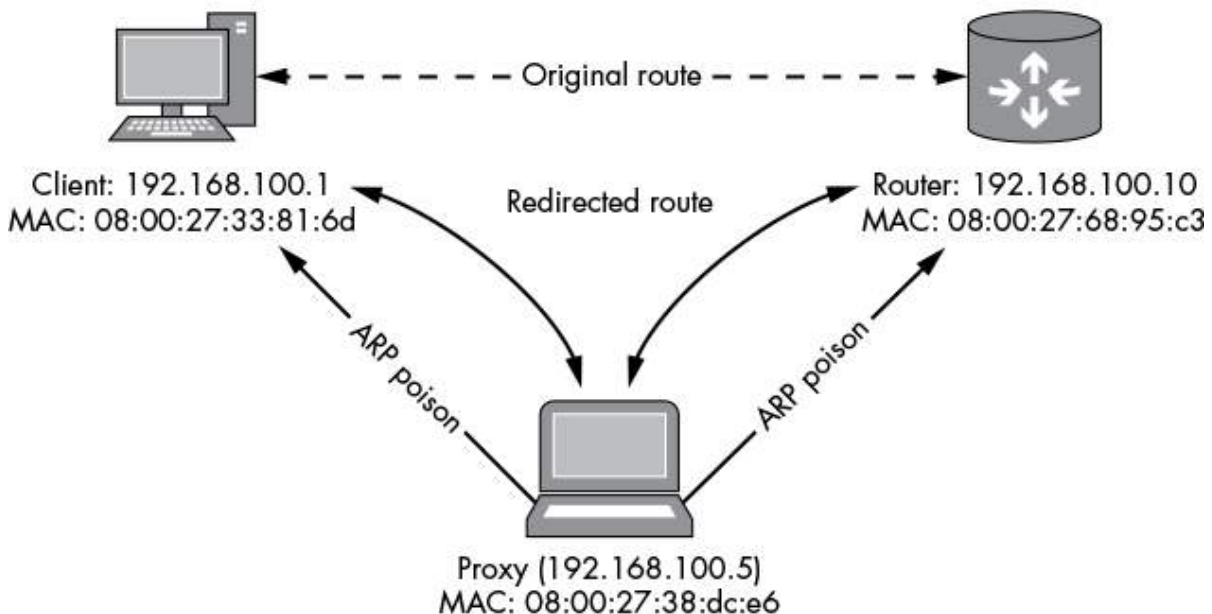 Original route
Client: 192.168.100.1
MAC: 08:00:27:33:81:6d
Redirected route
Router: 192.168.100.10
MAC: 08:00:27:68:95:c3
ARP poison
ARP poison
Proxy (192.168.100.5)
MAC: 08:00:27:38:dc:e6